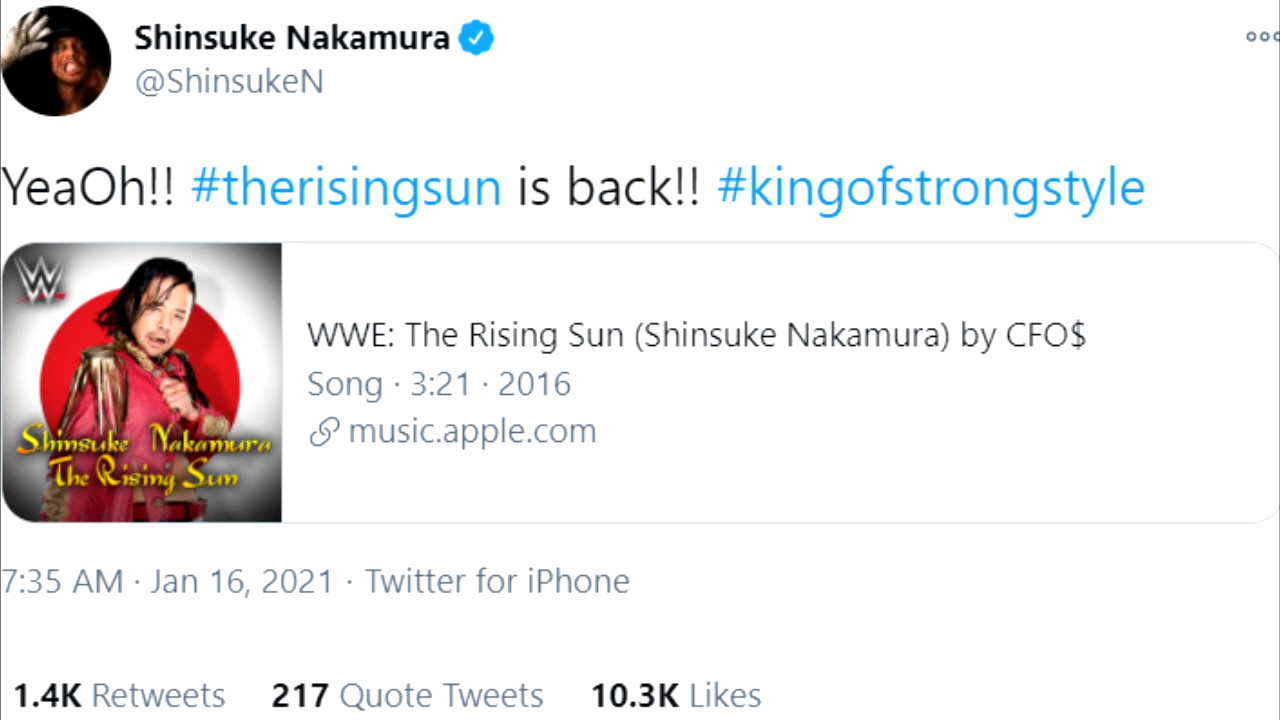 Shinsuke Nakamura
@ShinsukeN
YeaOh!! #therisingsun is back!! #kingofstrongstyle
W
Shinsuke Nakamura
The Rising Sun
WWE: The Rising Sun (Shinsuke Nakamura) by CFO$
Song · 3:21 · 2016
music.apple.com
7:35 AM · Jan 16, 2021 · Twitter for iPhone
1.4K Retweets 217 Quote Tweets 10.3K Likes